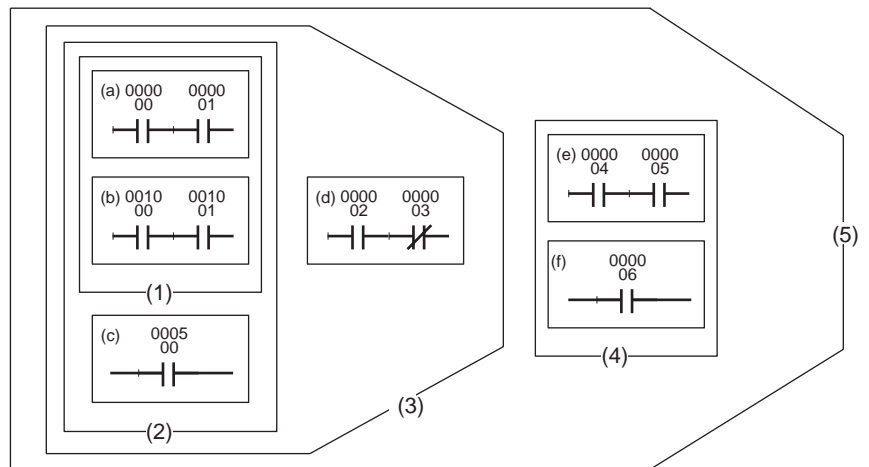 (a) 0000 0000
00 01
(b) 0010 0010
00 01
(1)
(c) 0005
00
(2)
(d) 0000 0000
02 03
(3)
(e) 0000 0000
04 05
(f) 0000
06
(4)
(5)